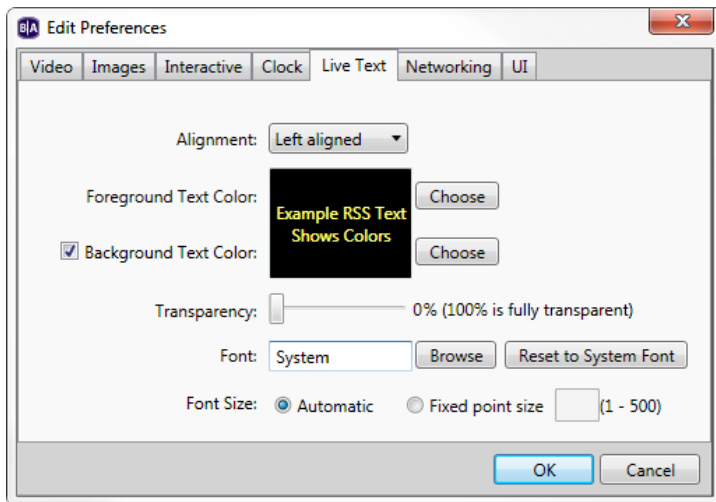 B|A Edit Preferences
Video Images Interactive Clock Live Text Networking UI
Alignment: Left aligned
Foreground Text Color: Choose
Example RSS Text
Shows Colors
Background Text Color: Choose
Transparency: 0% (100% is fully transparent)
Font: System Browse Reset to System Font
Font Size: Automatic Fixed point size (1 - 500)
OK Cancel